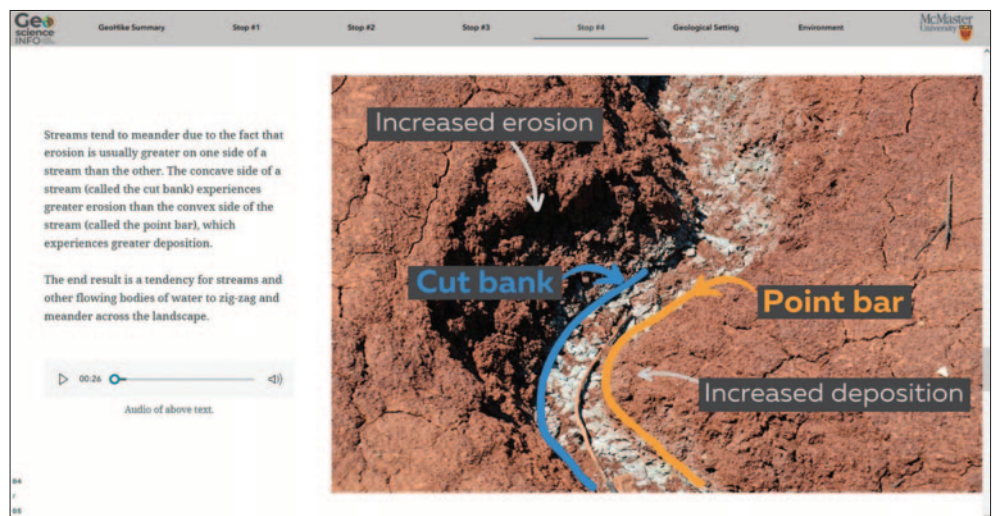 Geo
science
INFO
GeoHike Summary
Stop #1
Stop #2
Stop #3
Stop #4
Geological Setting
Environment
McMaster
University
Streams tend to meander due to the fact that
erosion is usually greater on one side of a
stream than the other. The concave side of a
stream (called the cut bank) experiences
greater erosion than the convex side of the
stream (called the point bar), which
experiences greater deposition.
The end result is a tendency for streams and
other flowing bodies of water to zig-zag and
meander across the landscape.
00:26
Audio of above text.
04
/
05
Increased erosion
Cut bank
Point bar
Increased deposition